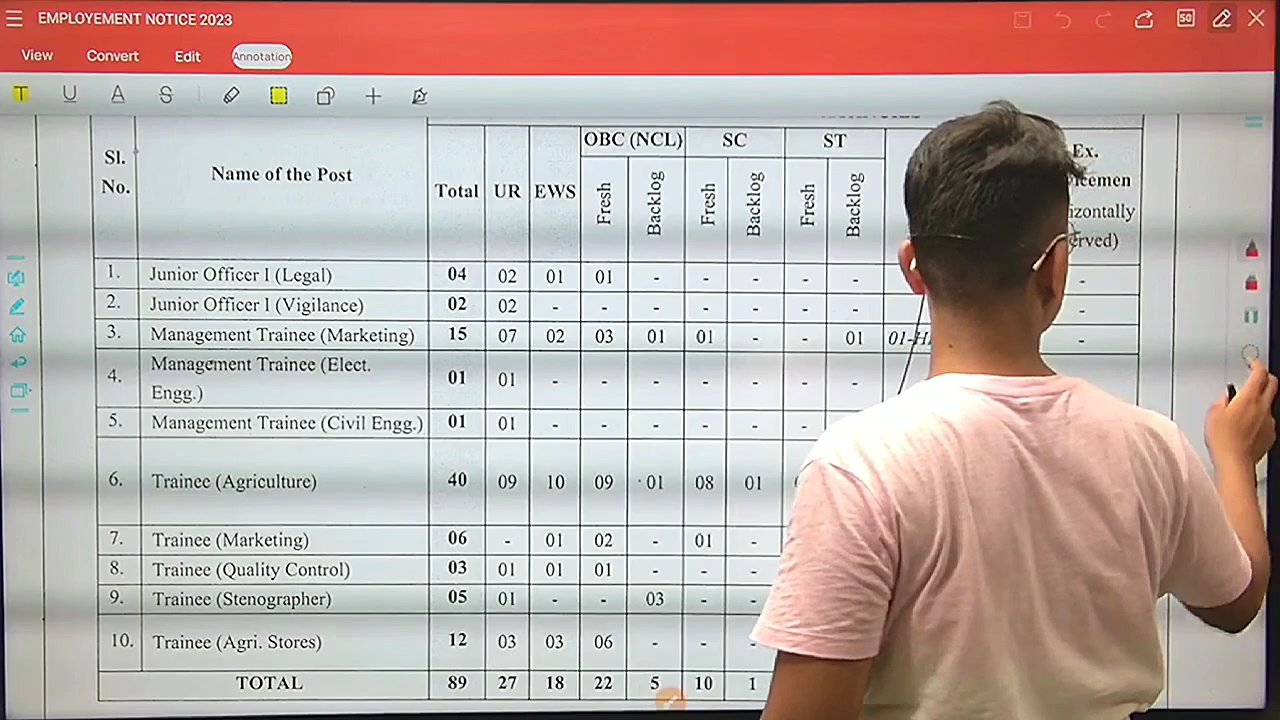 EMPLOYEMENT NOTICE 2023
50
View Convert Edit Annotation
T U A S
Sl. No. Name of the Post Total UR EWS OBC (NCL) SC ST Ex.
Fresh Backlog Fresh Backlog Fresh Backlog
1. Junior Officer I (Legal) 04 02 01 01 - - - - - -
2. Junior Officer I (Vigilance) 02 02 - - - - - - - -
3. Management Trainee (Marketing) 15 07 02 03 01 01 - - 01 -
4. Management Trainee (Elect. Engg.) 01 01 - - - - - - -
5. Management Trainee (Civil Engg.) 01 01 - - - - - - -
6. Trainee (Agriculture) 40 09 10 09 01 08 01
7. Trainee (Marketing) 06 - 01 02 - 01 -
8. Trainee (Quality Control) 03 01 01 01 - - -
9. Trainee (Stenographer) 05 01 - - 03 - -
10. Trainee (Agri. Stores) 12 03 03 06 - - -
TOTAL 89 27 18 22 5 10 1